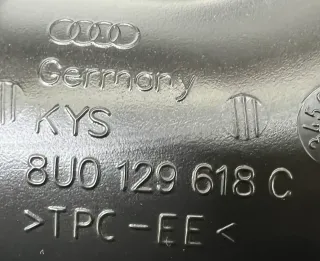 Germany
KYS
8U0 129 618 C
>TPC-EE<